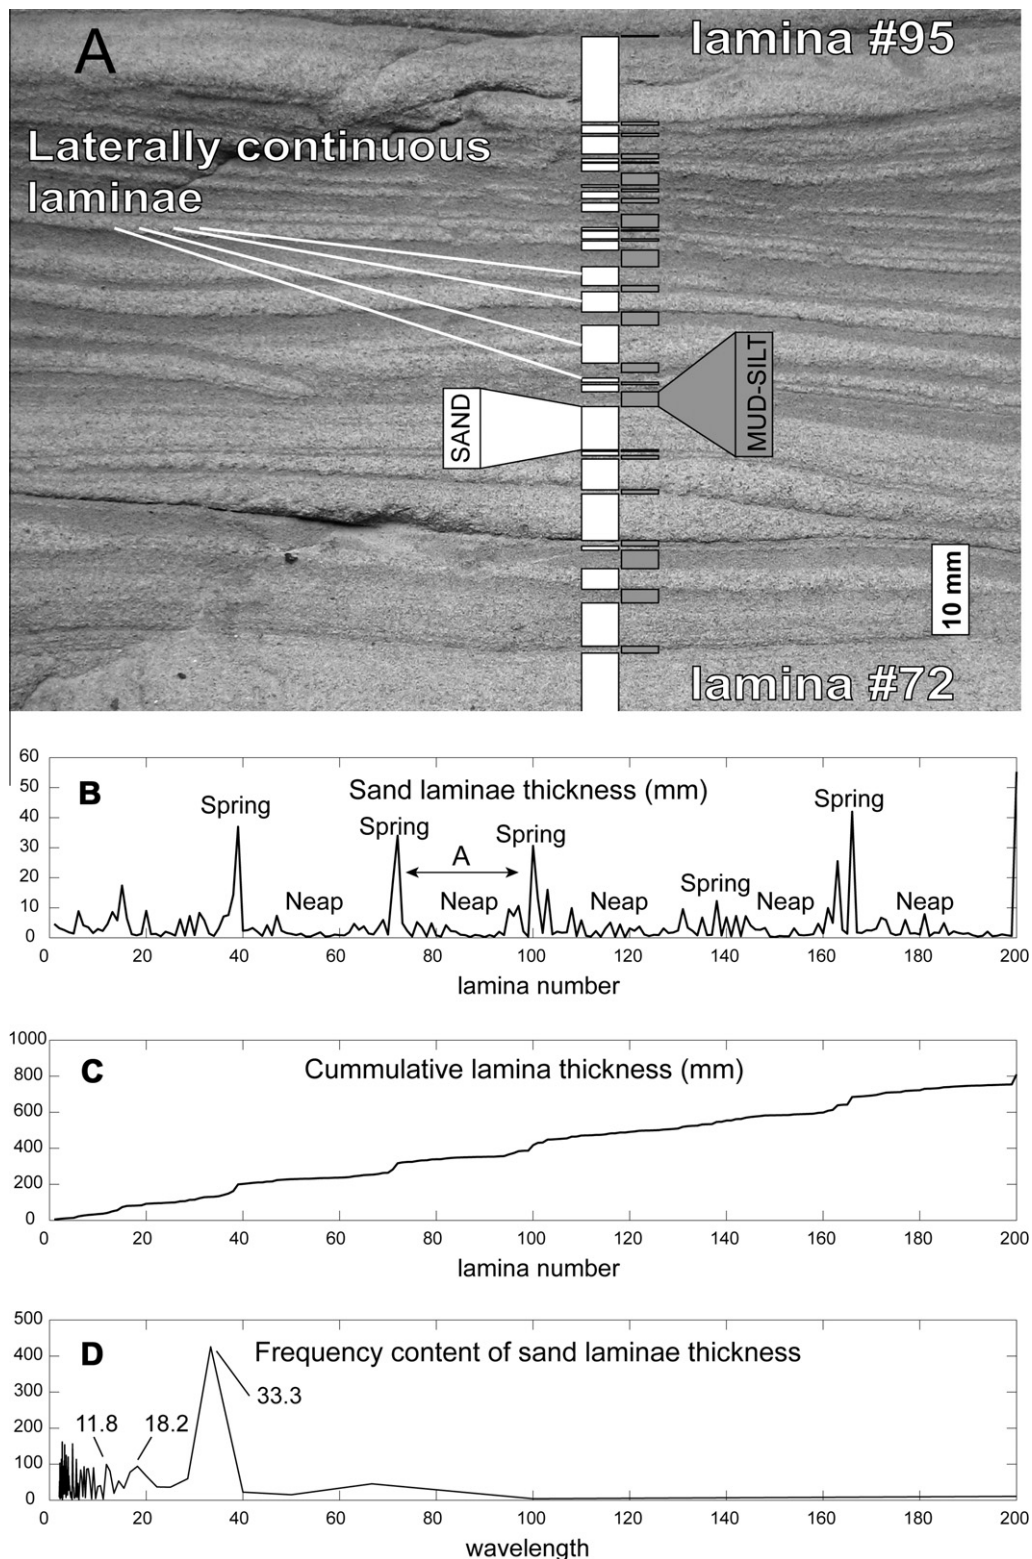 A
lamina #95
Laterally continuous
laminae
SAND
MUD-SILT
10 mm
lamina #72
B
Sand laminae thickness (mm)
Spring
Spring
Spring
Spring
Spring
A
Neap
Neap
Neap
Neap
Neap
60
50
40
30
20
10
0
0 20 40 60 80 100 120 140 160 180 200
lamina number
C
Cummulative lamina thickness (mm)
1000
800
600
400
200
0
0 20 40 60 80 100 120 140 160 180 200
lamina number
D
Frequency content of sand laminae thickness
33.3
11.8 18.2
500
400
300
200
100
0
0 20 40 60 80 100 120 140 160 180 200
wavelength